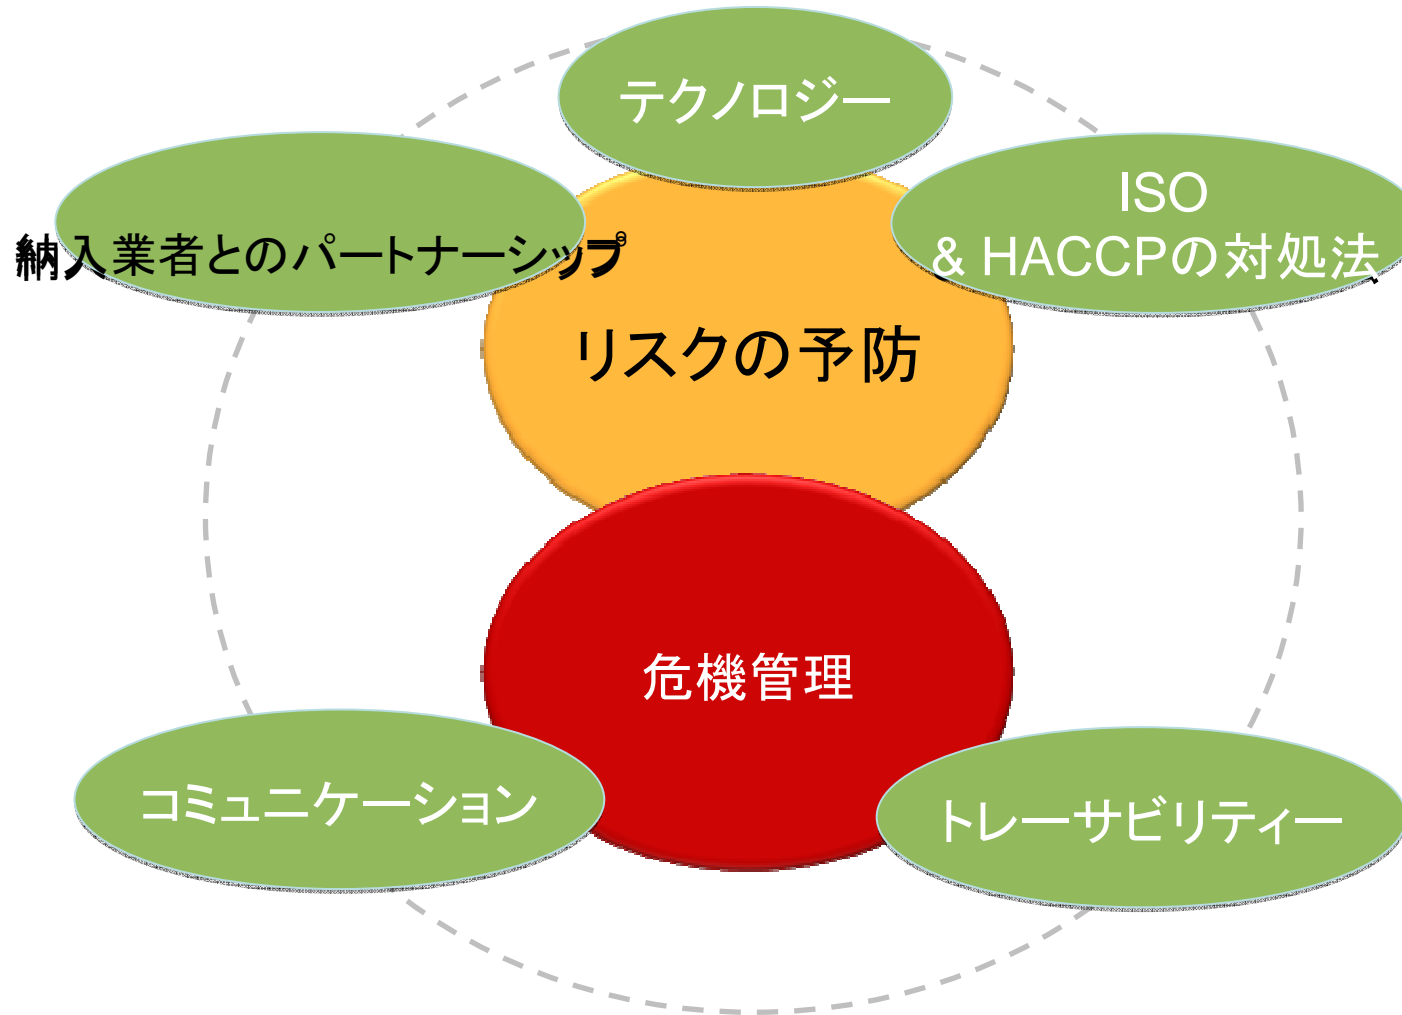 テクノロジー
ISO
& HACCPの対処法
納入業者とのパートナーシップ
リスクの予防
危機管理
コミュニケーション
トレーサビリティー